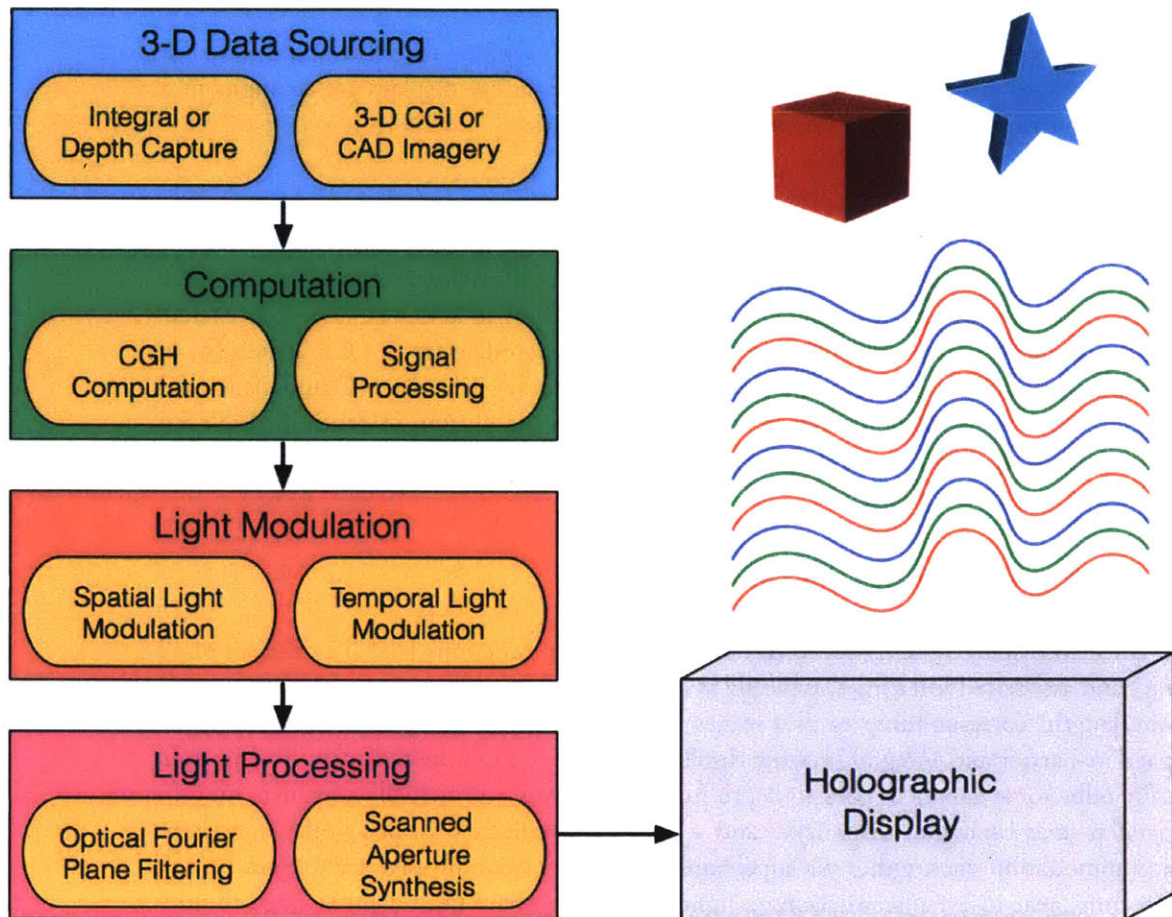 3-D Data Sourcing
Integral or
Depth Capture
3-D CGI or
CAD Imagery
Computation
CGH
Computation
Signal
Processing
Light Modulation
Spatial Light
Modulation
Temporal Light
Modulation
Light Processing
Optical Fourier
Plane Filtering
Scanned
Aperture
Synthesis
Holographic
Display